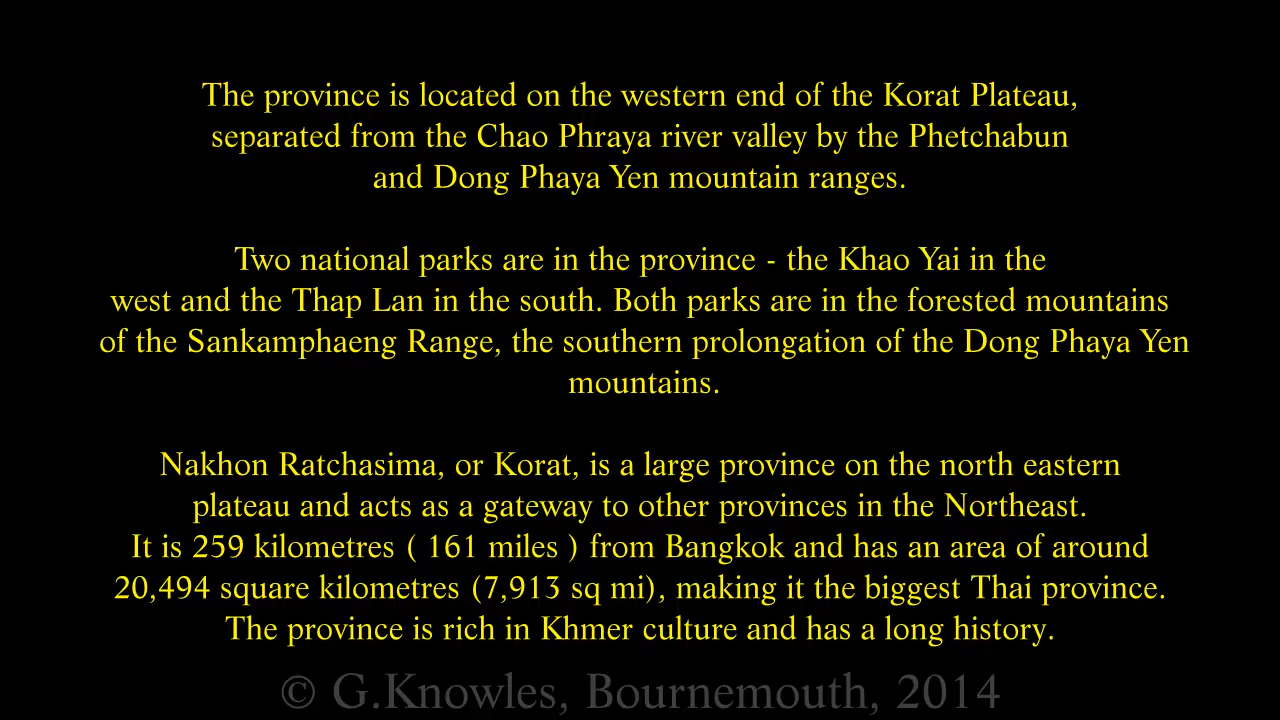 The province is located on the western end of the Korat Plateau,
separated from the Chao Phraya river valley by the Phetchabun
and Dong Phaya Yen mountain ranges.
Two national parks are in the province - the Khao Yai in the
west and the Thap Lan in the south. Both parks are in the forested mountains
of the Sankamphaeng Range, the southern prolongation of the Dong Phaya Yen
mountains.
Nakhon Ratchasima, or Korat, is a large province on the north eastern
plateau and acts as a gateway to other provinces in the Northeast.
It is 259 kilometres ( 161 miles ) from Bangkok and has an area of around
20,494 square kilometres (7,913 sq mi), making it the biggest Thai province.
The province is rich in Khmer culture and has a long history.
© G.Knowles, Bournemouth, 2014